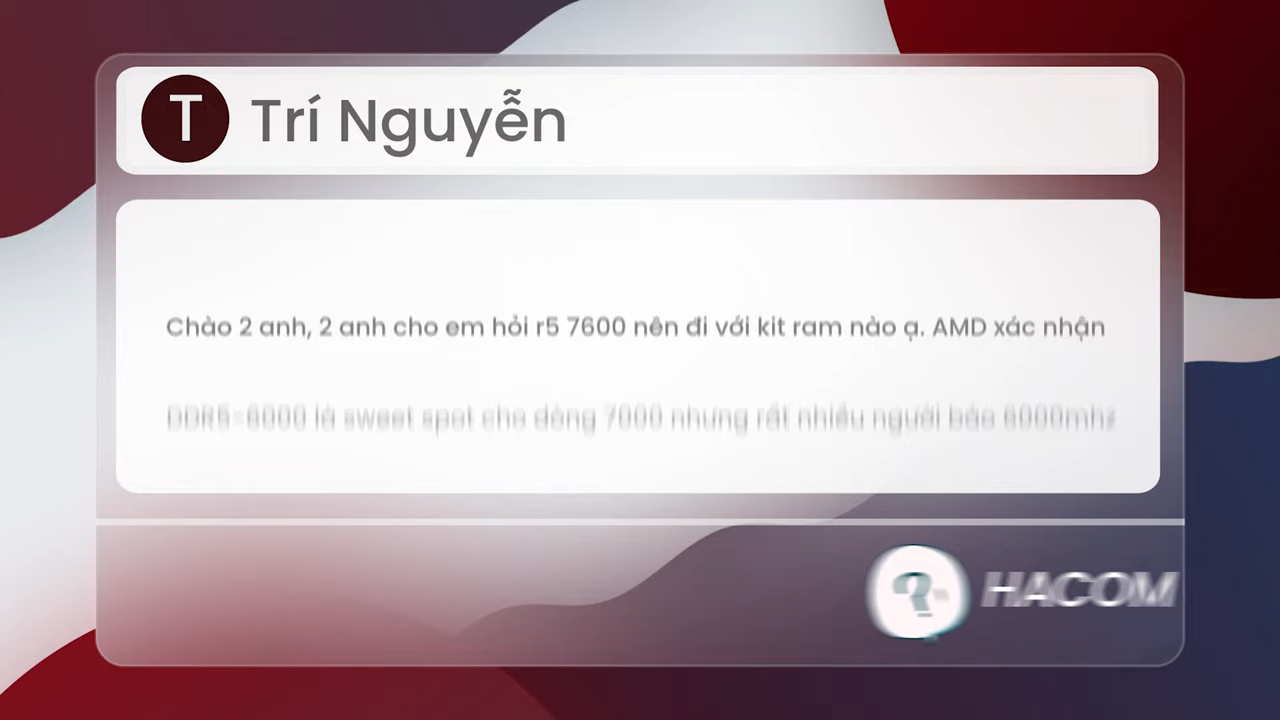 T
Trí Nguyễn
Chào 2 anh, 2 anh cho em hỏi r5 7600 nên đi với kit ram nào ạ. AMD xác nhận
DDR5-6000 là sweet spot cho dòng 7000 nhưng rất nhiều người bảo 6000mhz
?
HACOM